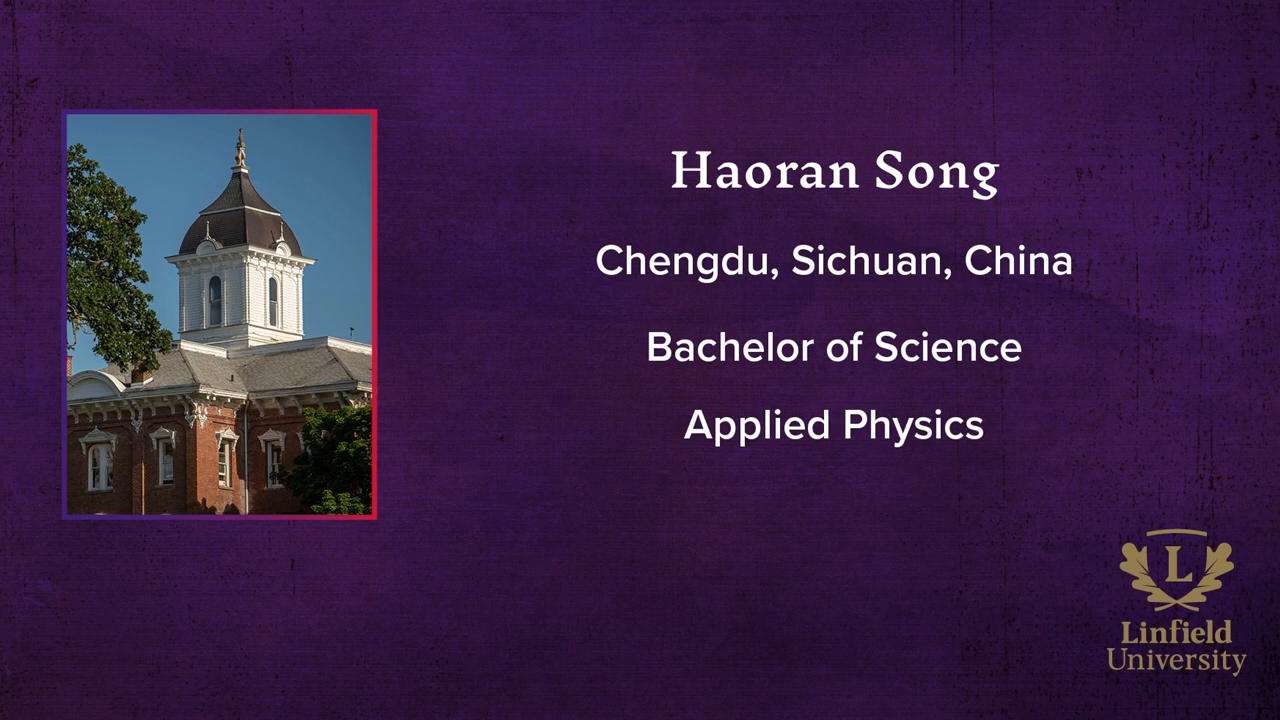 Haoran Song
Chengdu, Sichuan, China
Bachelor of Science
Applied Physics
L
Linfield
University